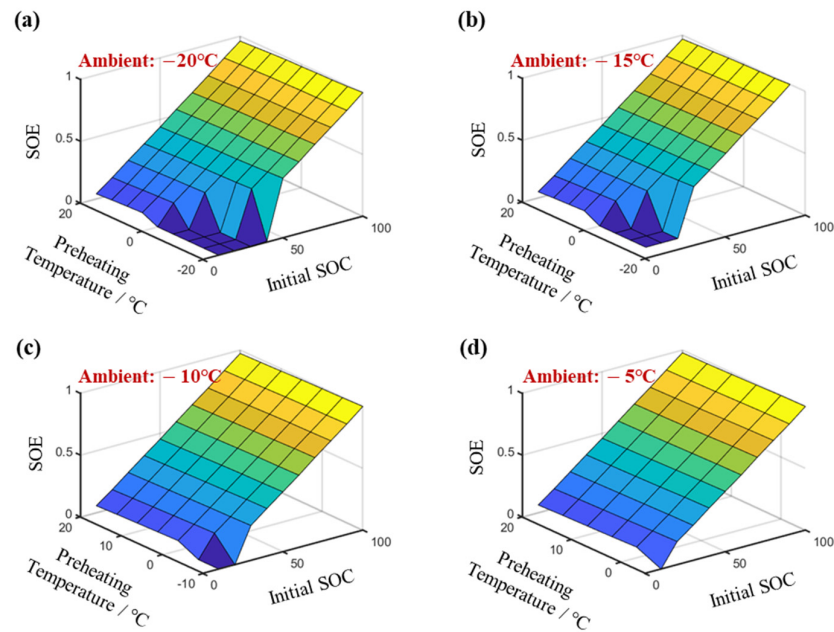 (a)
Ambient: −20°C
1
0.5
0
SOE
20
0
-20
Preheating
Temperature / °C
0
50
100
Initial SOC
(b)
Ambient: − 15°C
1
0.5
0
SOE
20
0
-20
Preheating
Temperature / °C
0
50
100
Initial SOC
(c)
Ambient: − 10°C
1
0.5
0
SOE
20
10
0
-10
Preheating
Temperature / °C
0
50
100
Initial SOC
(d)
Ambient: − 5°C
1
0.5
0
SOE
20
10
0
Preheating
Temperature / °C
0
50
100
Initial SOC